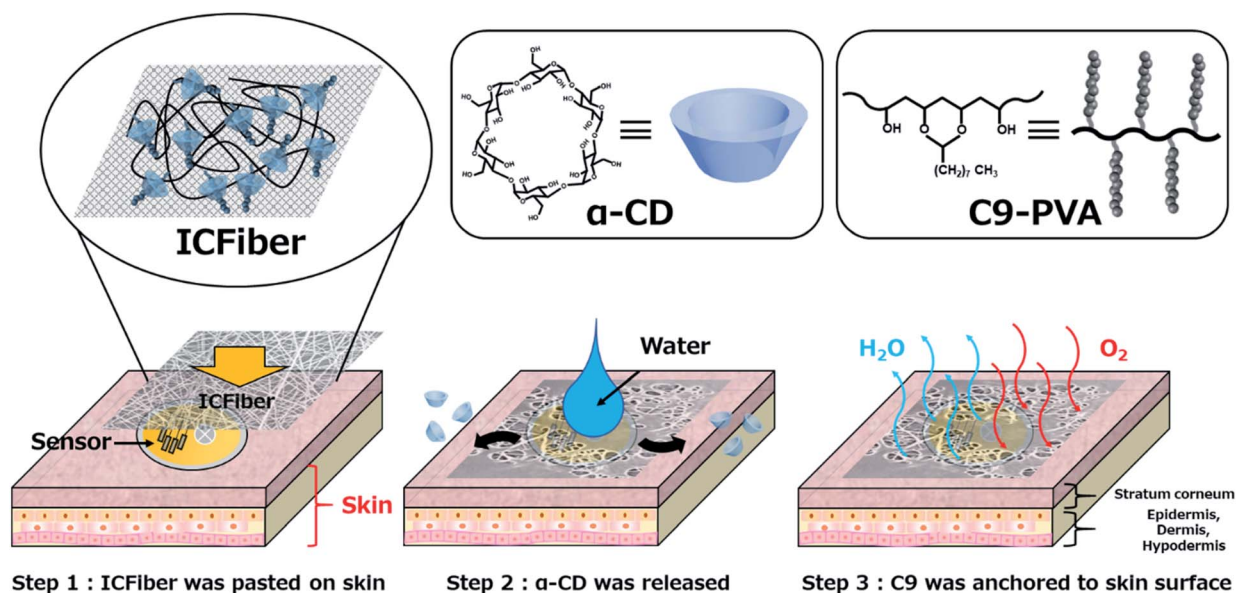 ICFiber
OH
HO
α-CD
OH
OH
O
O
(CH2)7 CH3
C9-PVA
ICFiber
Sensor
Skin
Water
H2O
O2
Stratum corneum
Epidermis,
Dermis,
Hypodermis
Step 1 : ICFiber was pasted on skin
Step 2 : α-CD was released
Step 3 : C9 was anchored to skin surface